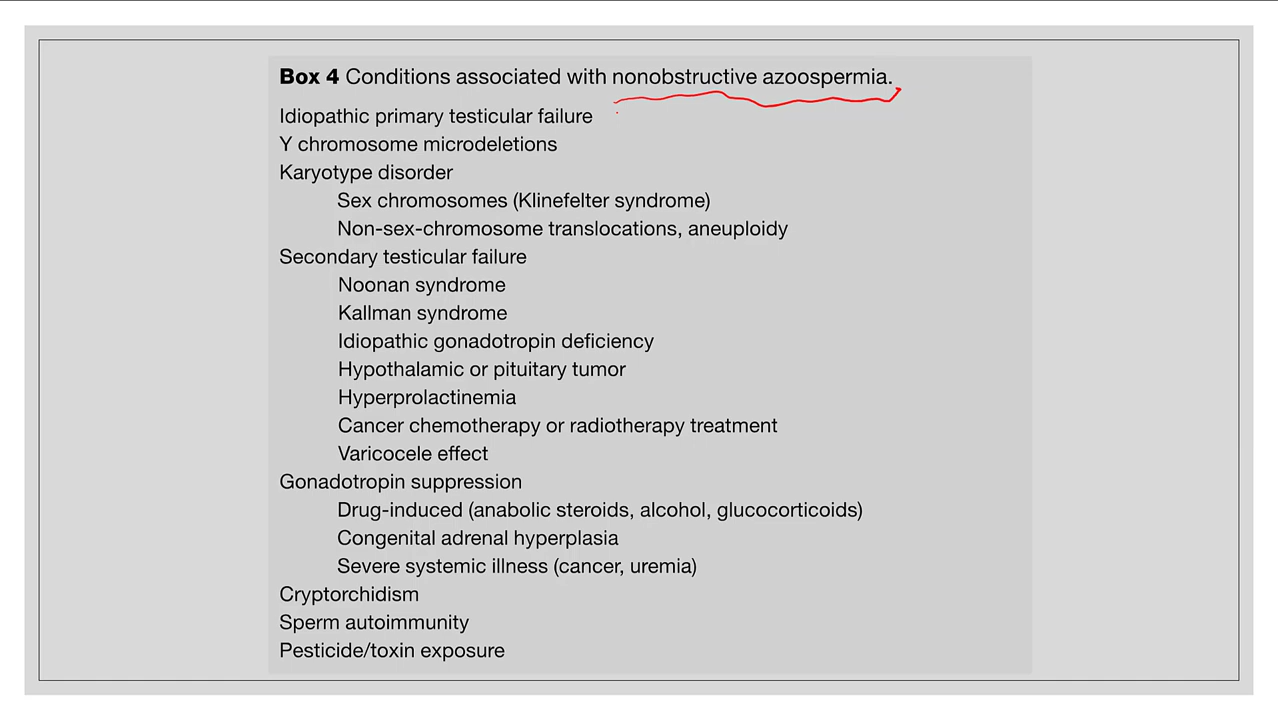 Box 4 Conditions associated with nonobstructive azoospermia.
Idiopathic primary testicular failure
Y chromosome microdeletions
Karyotype disorder
Sex chromosomes (Klinefelter syndrome)
Non-sex-chromosome translocations, aneuploidy
Secondary testicular failure
Noonan syndrome
Kallman syndrome
Idiopathic gonadotropin deficiency
Hypothalamic or pituitary tumor
Hyperprolactinemia
Cancer chemotherapy or radiotherapy treatment
Varicocele effect
Gonadotropin suppression
Drug-induced (anabolic steroids, alcohol, glucocorticoids)
Congenital adrenal hyperplasia
Severe systemic illness (cancer, uremia)
Cryptorchidism
Sperm autoimmunity
Pesticide/toxin exposure